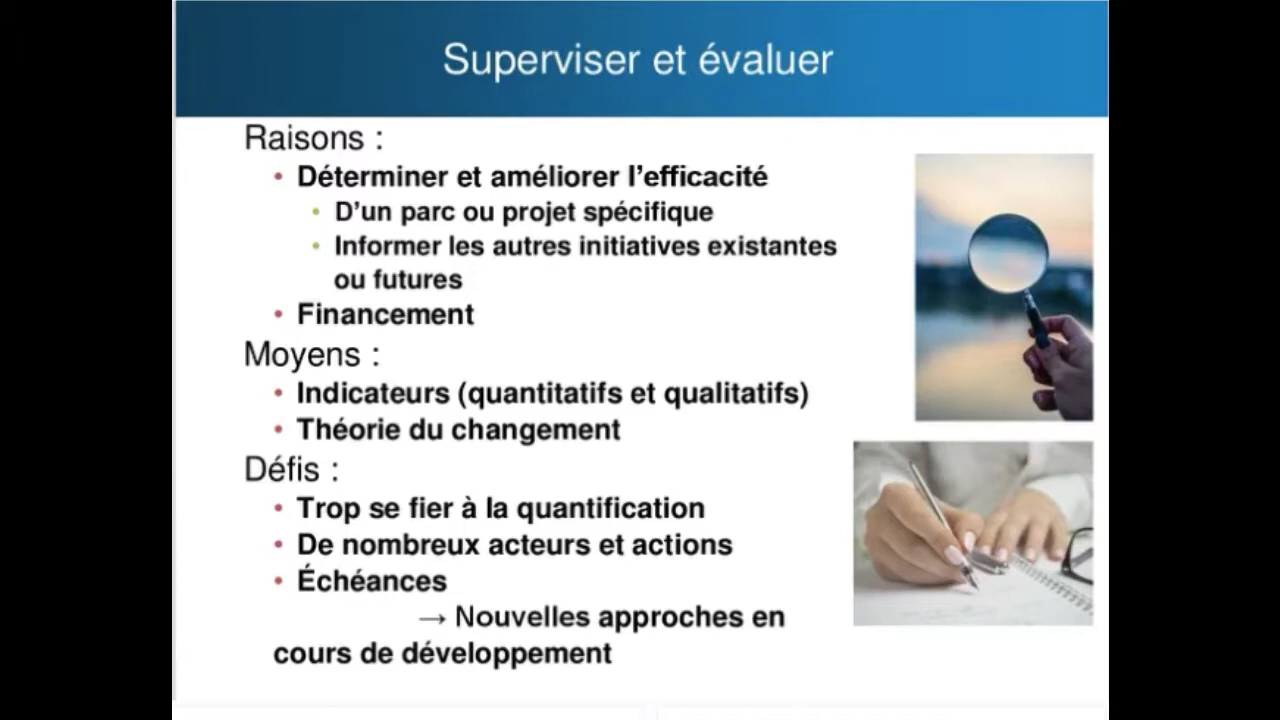 Superviser et évaluer
Raisons :
• Déterminer et améliorer l’efficacité
• D’un parc ou projet spécifique
• Informer les autres initiatives existantes
ou futures
• Financement
Moyens :
• Indicateurs (quantitatifs et qualitatifs)
• Théorie du changement
Défis :
• Trop se fier à la quantification
• De nombreux acteurs et actions
• Échéances
→ Nouvelles approches en
cours de développement